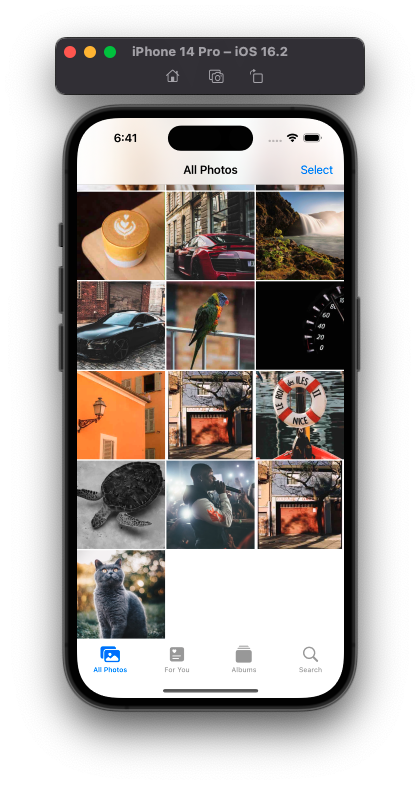 iPhone 14 Pro – iOS 16.2
6:41
All Photos
Select
80
60
40
20
0
LE ROI des ILES II
NICE
All Photos
For You
Albums
Search